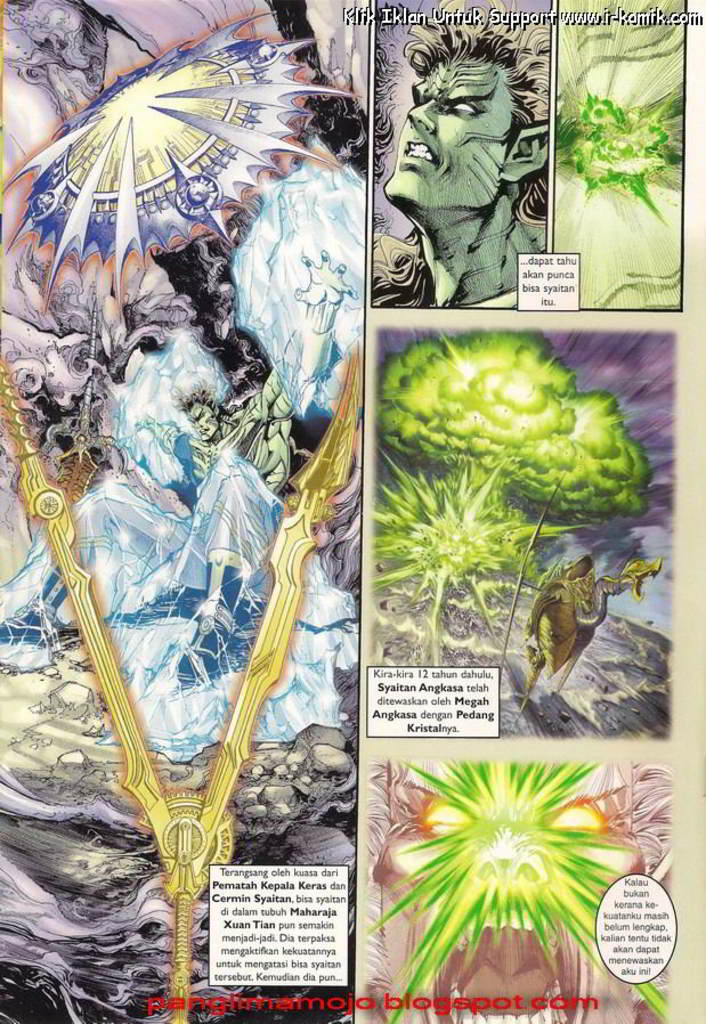 Klik Iklan Untuk Support www.i-kamik.com
Terangsang oleh kuasa dari
Pematah Kepala Keras dan
Cermin Syaitan, bisa syaitan
di dalam tubuh Maharaja
Xuan Tian pun semakin
menjadi-jadi. Dia terpaksa
mengaktifkan kekuatannya
untuk mengatasi bisa syaitan
tersebut. Kemudian dia pun...
...dapat tahu
akan punca
bisa syaitan
itu.
Kira-kira 12 tahun dahulu,
Syaitan Angkasa telah
ditewaskan oleh Megah
Angkasa dengan Pedang
Kristalnya.
Kalau
bukan
kerana ke-
kuatanku masih
belum lengkap,
kalian tentu tidak
akan dapat
menewaskan
aku ini!
panglimamojo.blogspot.com